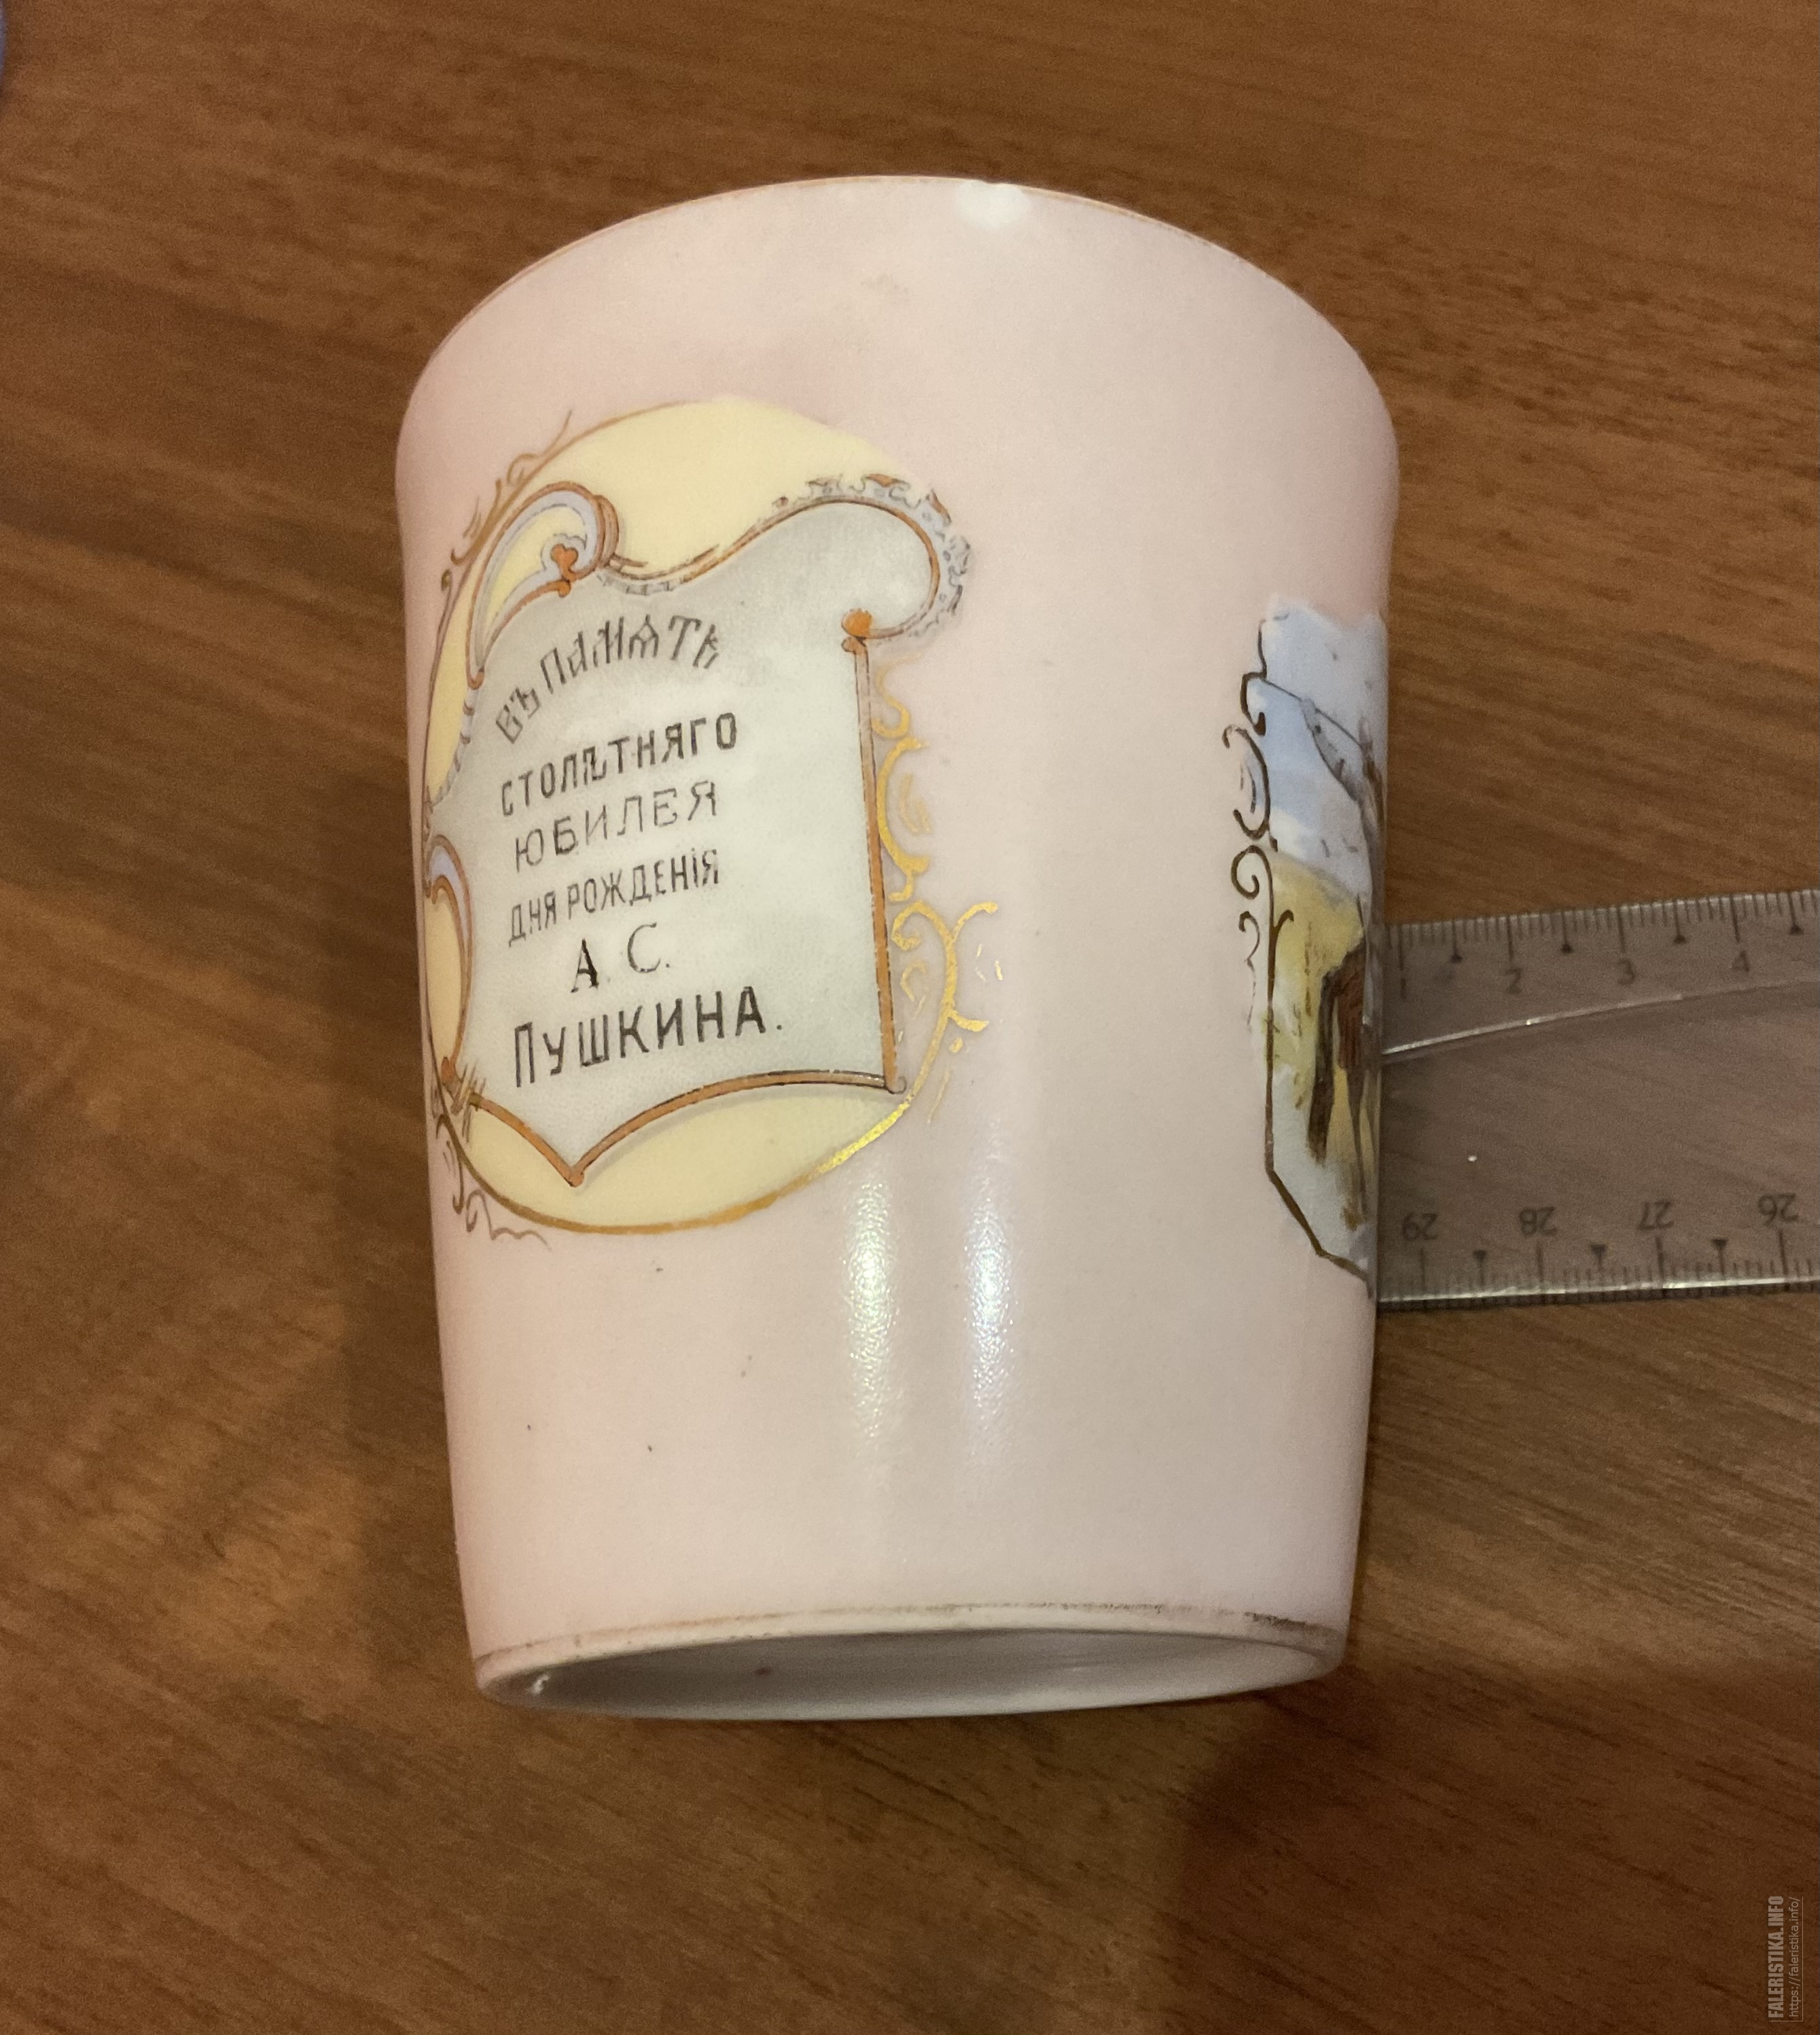 ВЪ ПАМѦТЬ
СТОЛѢТНЯГО
ЮБИЛЕЯ
ДНЯ РОЖДЕНІЯ
А. С.
ПУШКИНА.
1 2 3 4
29 28 27 26
FALERISTIKA.INFO
https://faleristika.info/